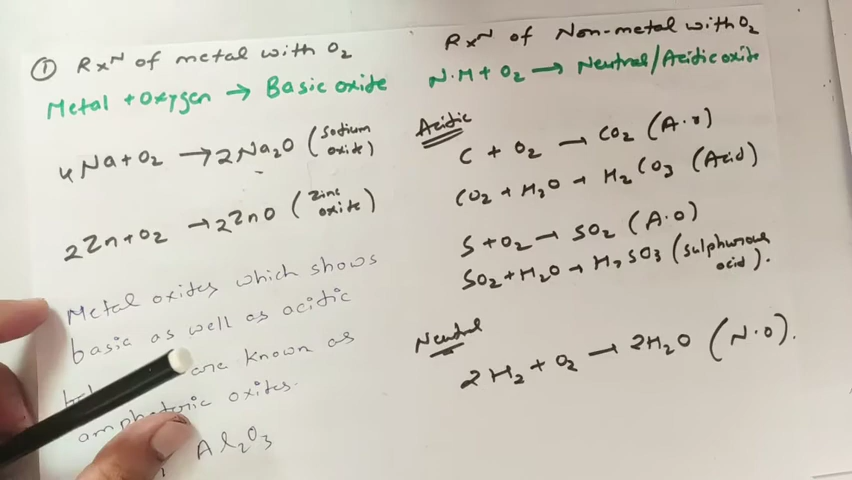 ① RxN of metal with O2
Metal + oxygen → Basic oxide
4Na + O2 → 2Na2O (sodium oxide)
2Zn + O2 → 2ZnO (zinc oxide)
Metal oxides which shows
basic as well as acidic
are known as
amphoteric oxides.
Al2O3
RxN of Non-metal with O2
N.M + O2 → Neutral/Acidic oxide
Acidic
C + O2 → CO2 (A.O)
CO2 + H2O → H2CO3 (Acid)
S + O2 → SO2 (A.O)
SO2 + H2O → H2SO3 (sulphurous acid).
Neutral
2H2 + O2 → 2H2O (N.O).